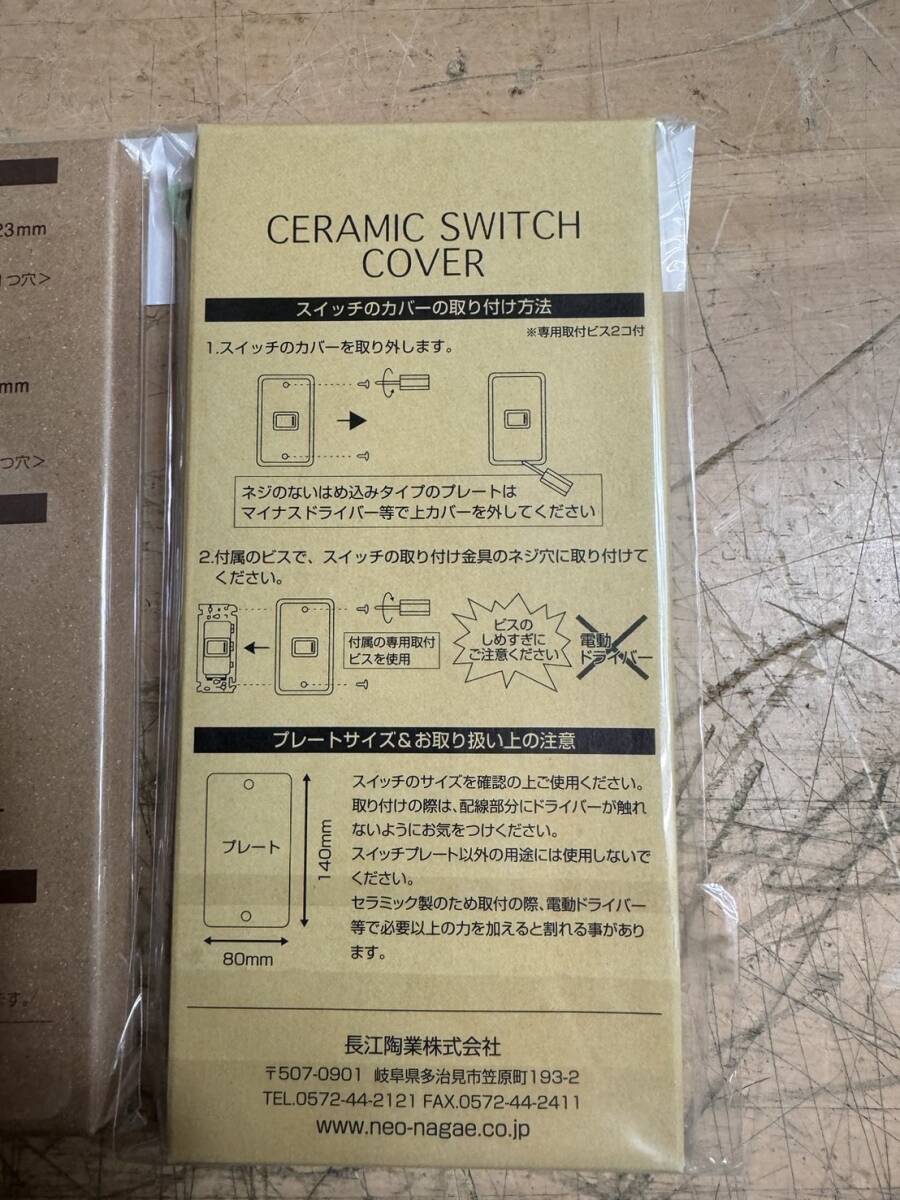 23mm
つ穴>
mm
つ穴>
す。
CERAMIC SWITCH
COVER
スイッチのカバーの取り付け方法
※専用取付ビス2コ付
1.スイッチのカバーを取り外します。
ネジのないはめ込みタイプのプレートは
マイナスドライバー等で上カバーを外してください
2.付属のビスで、スイッチの取り付け金具のネジ穴に取り付けて
ください。
付属の専用取付
ビスを使用
ビスの
しめすぎに
ご注意ください
電動
ドライバー
プレートサイズ&お取り扱い上の注意
プレート
140mm
80mm
スイッチのサイズを確認の上ご使用ください。
取り付けの際は、配線部分にドライバーが触れ
ないようにお気をつけください。
スイッチプレート以外の用途には使用しないで
ください。
セラミック製のため取付の際、電動ドライバー
等で必要以上の力を加えると割れる事があり
ます。
長江陶業株式会社
〒507-0901 岐阜県多治見市笠原町193-2
TEL.0572-44-2121 FAX.0572-44-2411
www.neo-nagae.co.jp